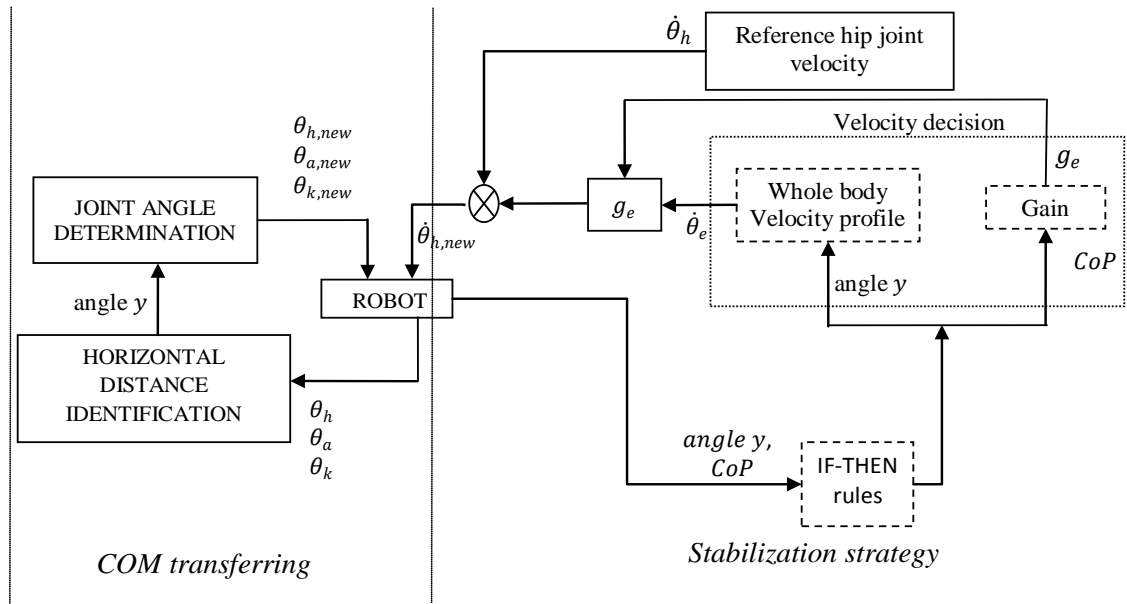 θ̇_h
Reference hip joint
velocity
Velocity decision
g_e
θ_{h,new}
θ_{a,new}
θ_{k,new}
JOINT ANGLE
DETERMINATION
θ̇_{h,new}
g_e
θ̇_e
Whole body
Velocity profile
Gain
CoP
angle y
angle y
ROBOT
HORIZONTAL
DISTANCE
IDENTIFICATION
θ_h
θ_a
θ_k
angle y,
CoP
IF-THEN
rules
COM transferring
Stabilization strategy